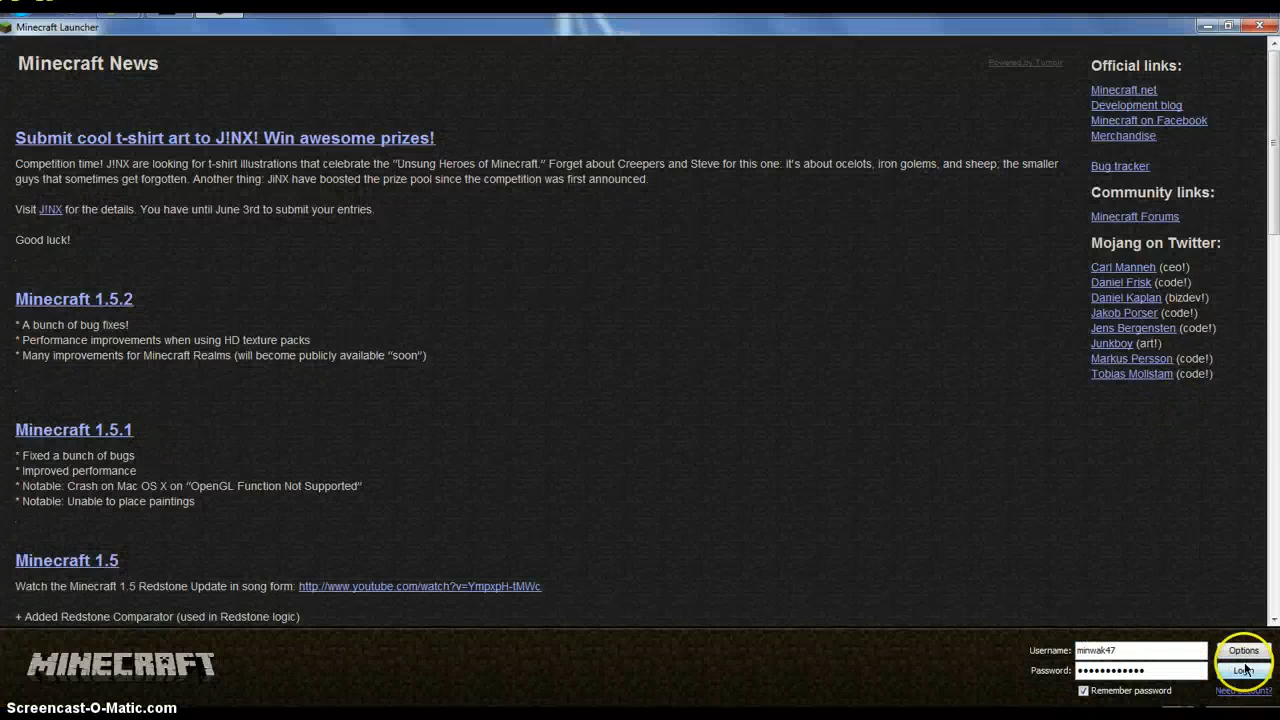 Minecraft Launcher
Minecraft News
Powered by Tumblr
Submit cool t-shirt art to J!NX! Win awesome prizes!
Competition time! J!NX are looking for t-shirt illustrations that celebrate the "Unsung Heroes of Minecraft." Forget about Creepers and Steve for this one: it's about ocelots, iron golems, and sheep; the smaller
guys that sometimes get forgotten. Another thing: JiNX have boosted the prize pool since the competition was first announced.
Visit J!NX for the details. You have until June 3rd to submit your entries.
Good luck!
Minecraft 1.5.2
* A bunch of bug fixes!
* Performance improvements when using HD texture packs
* Many improvements for Minecraft Realms (will become publicly available "soon")
Minecraft 1.5.1
* Fixed a bunch of bugs
* Improved performance
* Notable: Crash on Mac OS X on "OpenGL Function Not Supported"
* Notable: Unable to place paintings
Minecraft 1.5
Watch the Minecraft 1.5 Redstone Update in song form: http://www.youtube.com/watch?v=YmpxpH-tMWc
+ Added Redstone Comparator (used in Redstone logic)
Official links:
Minecraft.net
Development blog
Minecraft on Facebook
Merchandise
Bug tracker
Community links:
Minecraft Forums
Mojang on Twitter:
Carl Manneh (ceo!)
Daniel Frisk (code!)
Daniel Kaplan (bizdev!)
Jakob Porser (code!)
Jens Bergensten (code!)
Junkboy (art!)
Markus Persson (code!)
Tobias Mollstam (code!)
MINECRAFT
Username: minwak47
Options
Password: ••••••••••••
Login
Remember password
Need account?
Screencast-O-Matic.com